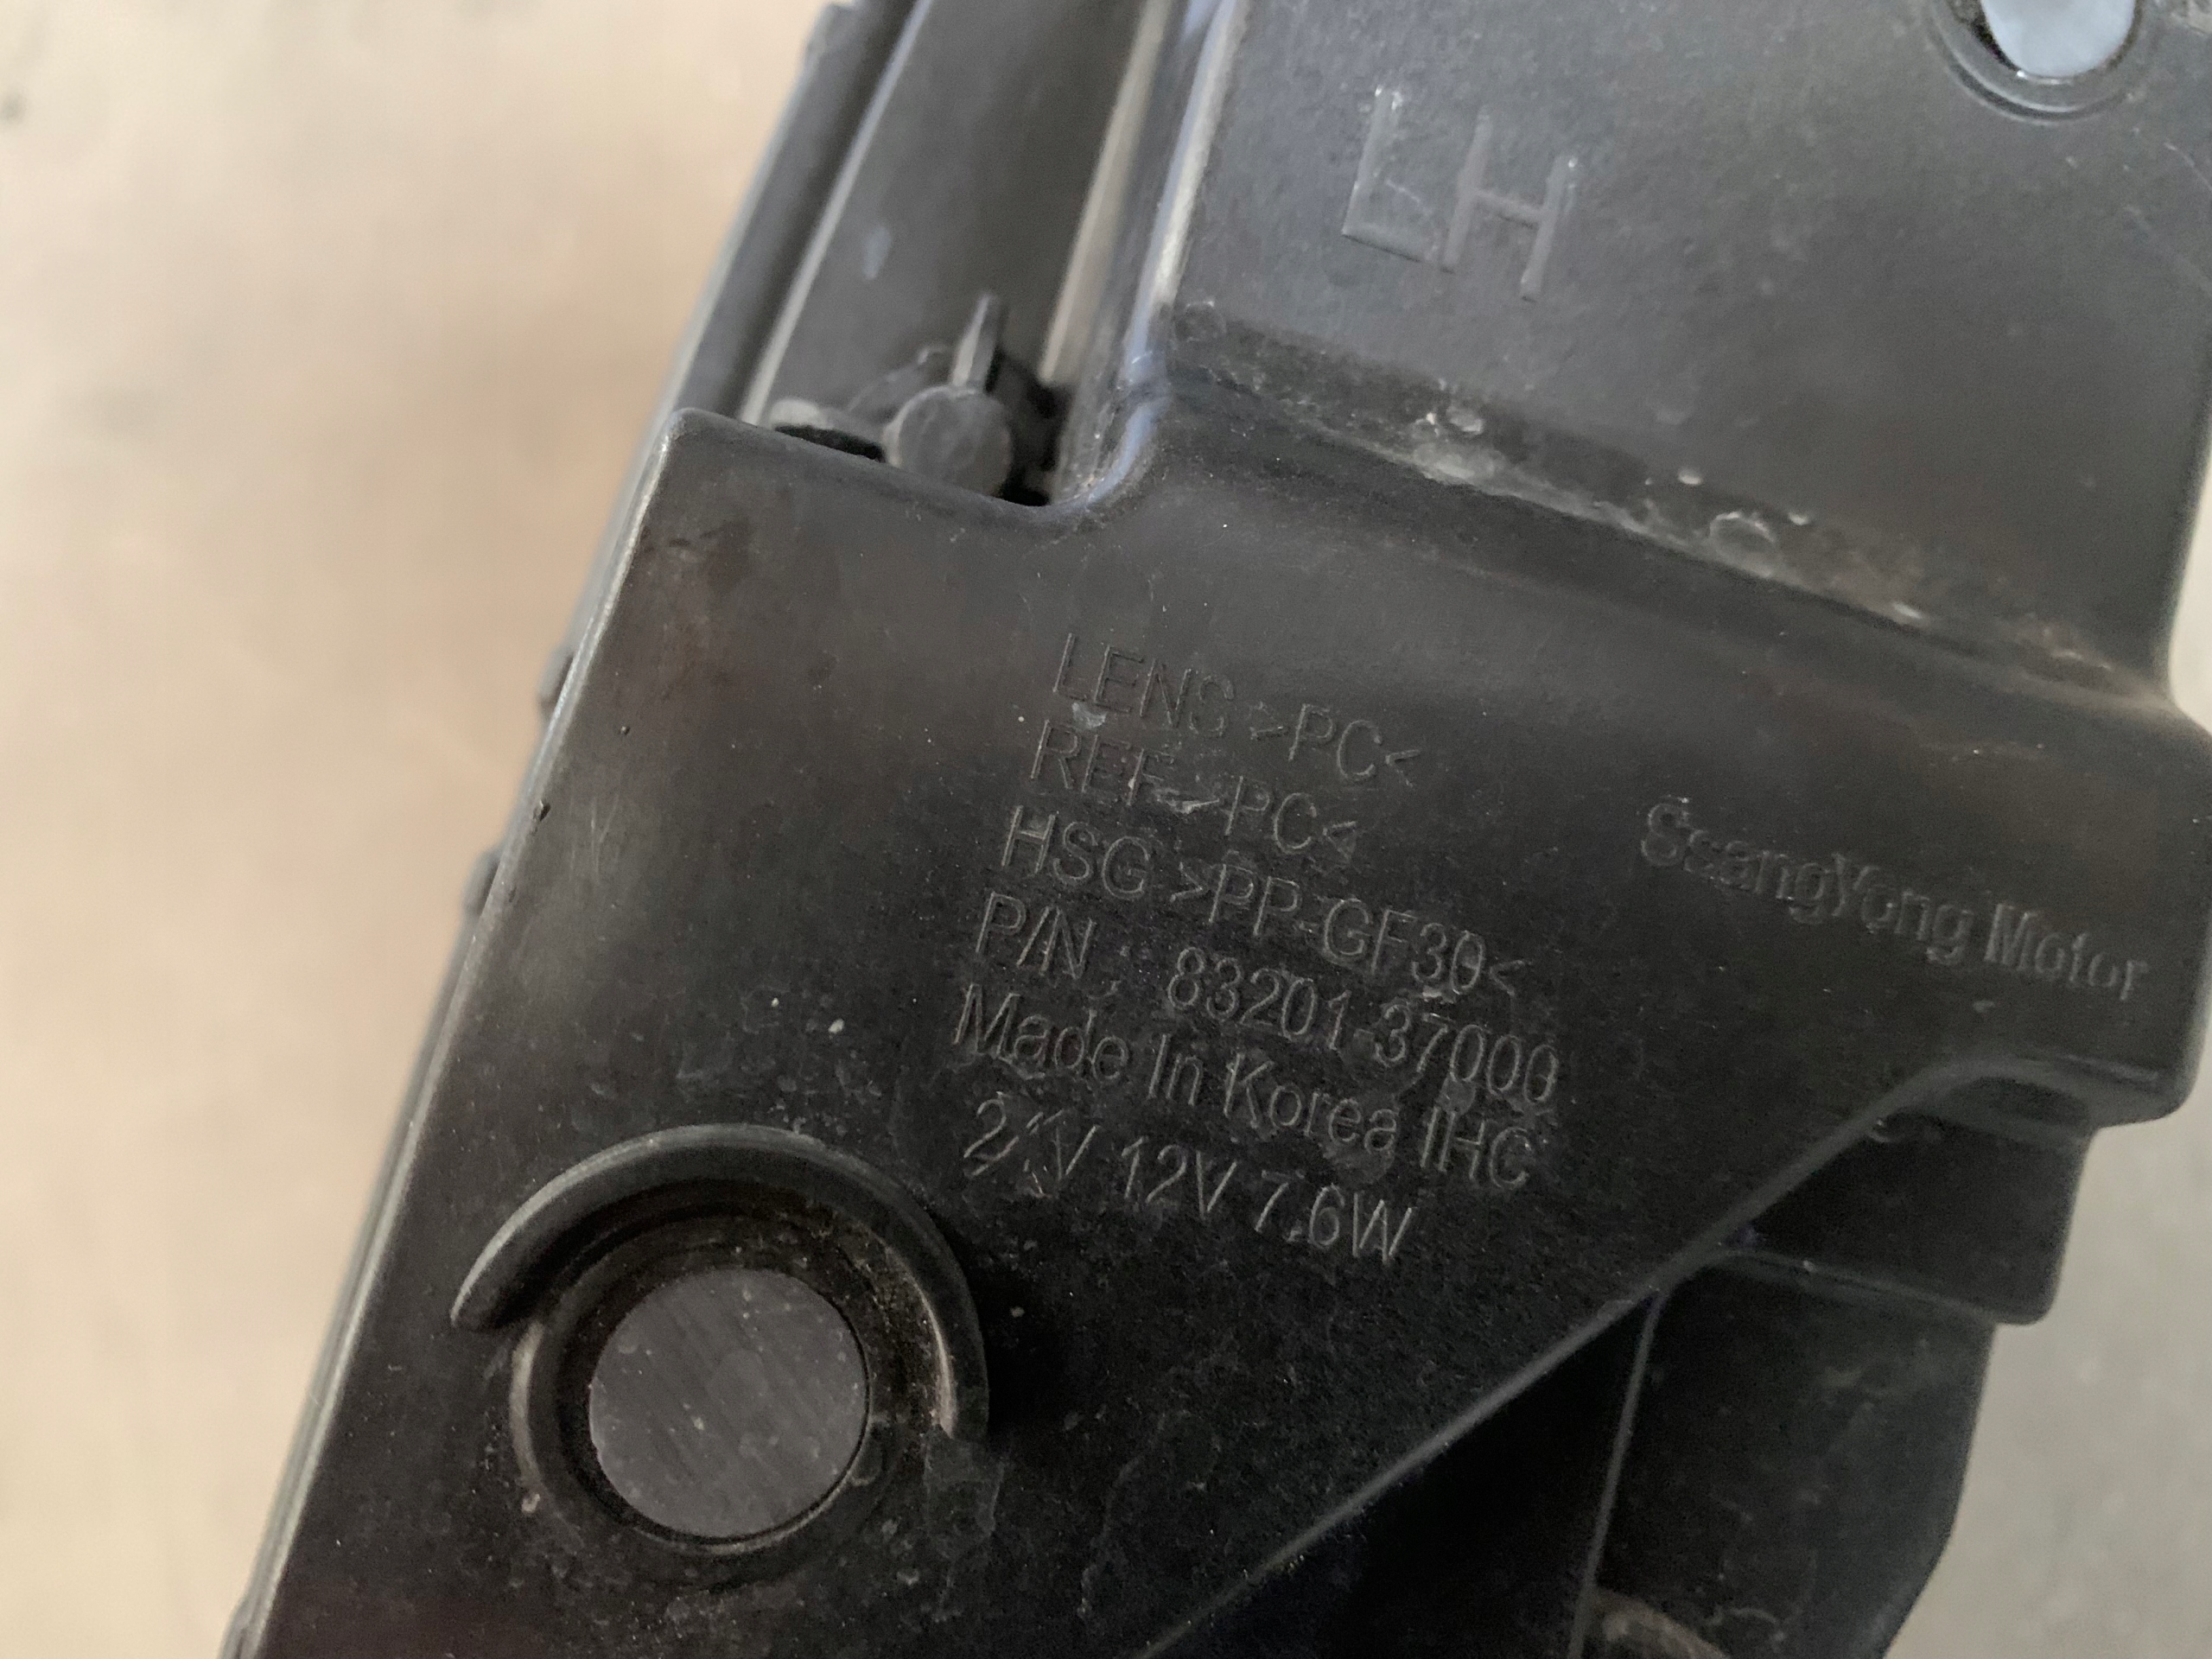 LH
LENS >PC<
REF >PC<
HSG >PP-GF30<
P/N : 83201-37000
Made In Korea IHC
12V 7.6W
SsangYong Motor